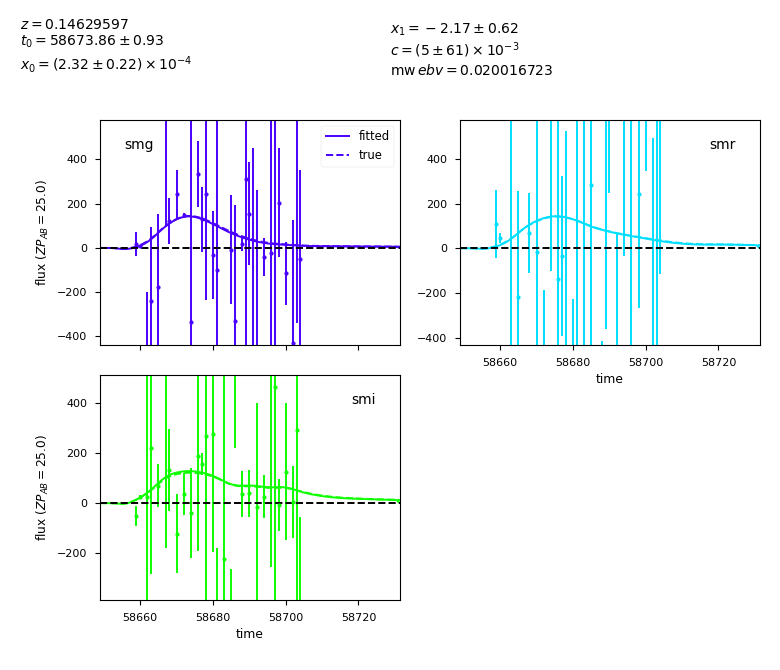 z = 0.14629597
t₀ = 58673.86 ± 0.93
x₀ = (2.32 ± 0.22) × 10⁻⁴
x₁ = −2.17 ± 0.62
c = (5 ± 61) × 10⁻³
mw ebv = 0.020016723
smg
fitted
true
400
200
0
−200
−400
flux (ZP_AB = 25.0)
smr
400
200
0
−200
−400
58660
58680
58700
58720
time
smi
400
200
0
−200
flux (ZP_AB = 25.0)
58660
58680
58700
58720
time